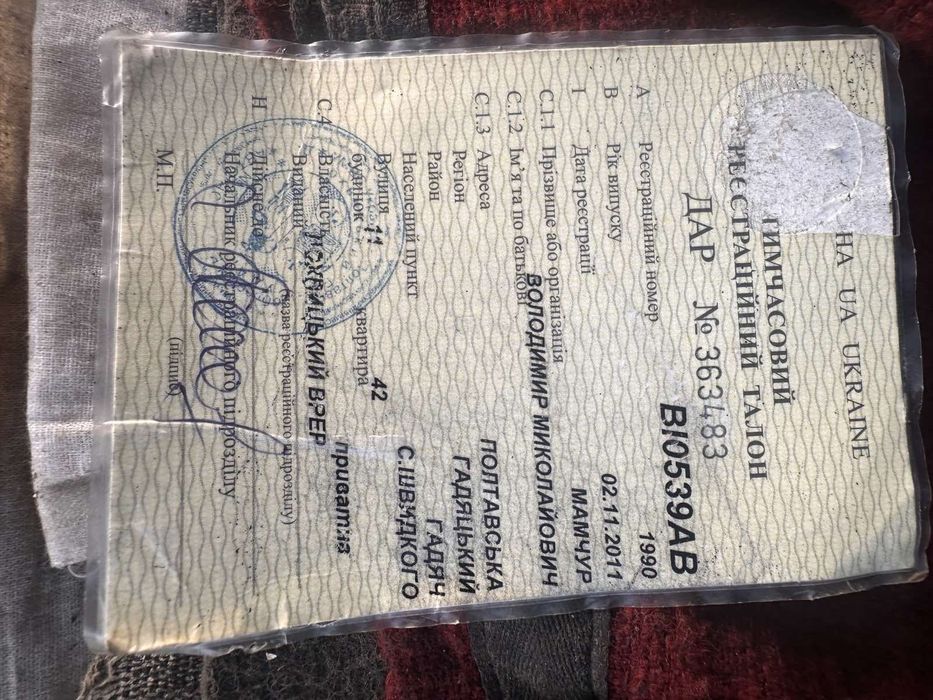 НА UA UKRAINE
ТИМЧАСОВИЙ
РЕЄСТРАЦІЙНИЙ ТАЛОН
ДАР № 363483
A Реєстраційний номер ВІ0539АВ
B Рік випуску 1990
I Дата реєстрації 02.11.2011
C.1.1 Прізвище або організація МАМЧУР
C.1.2 Ім'я та по батькові ВОЛОДИМИР МИКОЛАЙОВИЧ
C.1.3 Адреса
Регіон ПОЛТАВСЬКА
Район ГАДЯЦЬКИЙ
Населений пункт ГАДЯЧ
Вулиця С.ШВИДКОГО
будинок 11 квартира 42
C.4 Власність приватна
Виданий ЛОХВИЦЬКИЙ ВРЕР
(назва реєстраційного підрозділу)
H Дійсне до
Начальник реєстраційного підрозділу
М.П. (підпис)